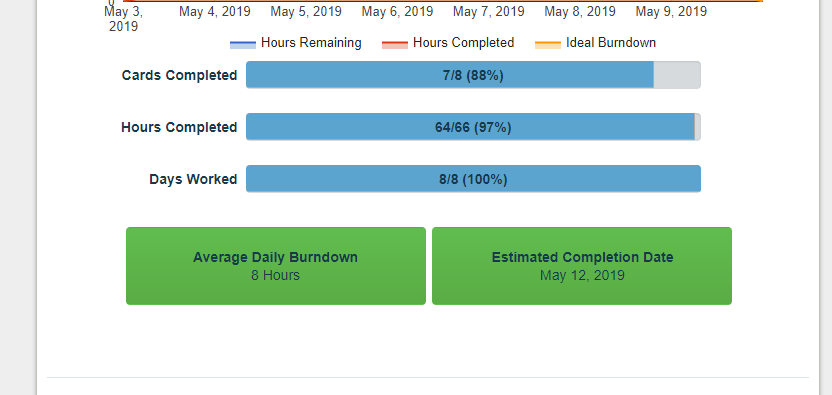 0
May 3, 2019
May 4, 2019
May 5, 2019
May 6, 2019
May 7, 2019
May 8, 2019
May 9, 2019
Hours Remaining
Hours Completed
Ideal Burndown
Cards Completed
7/8 (88%)
Hours Completed
64/66 (97%)
Days Worked
8/8 (100%)
Average Daily Burndown
8 Hours
Estimated Completion Date
May 12, 2019